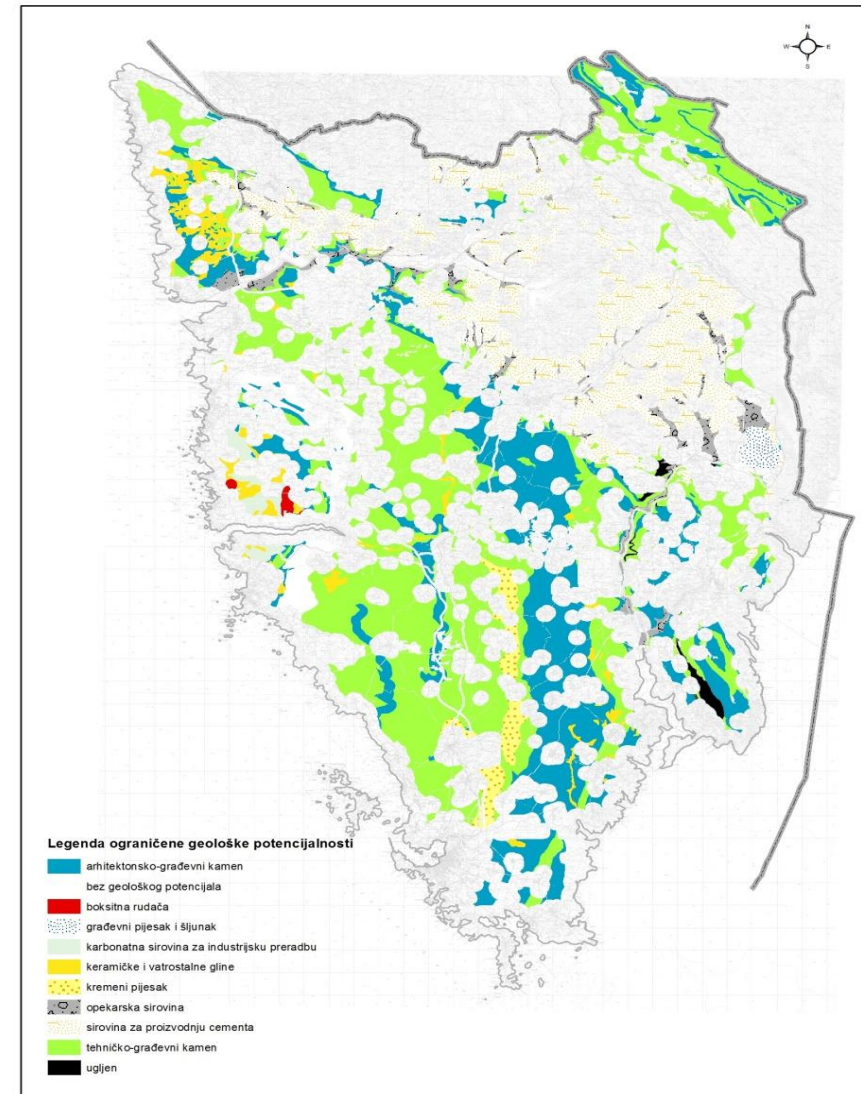 N
W E
S
Legenda ograničene geološke potencijalnosti
arhitektonsko-građevni kamen
bez geološkog potencijala
boksitna rudača
građevni pijesak i šljunak
karbonatna sirovina za industrijsku preradbu
keramičke i vatrostalne gline
kremeni pijesak
opekarska sirovina
sirovina za proizvodnju cementa
tehničko-građevni kamen
ugljen